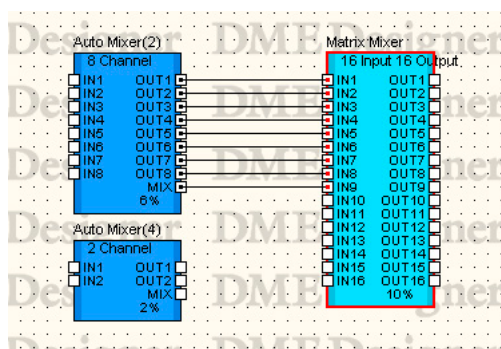 Auto Mixer(2)
8 Channel
IN1 OUT1
IN2 OUT2
IN3 OUT3
IN4 OUT4
IN5 OUT5
IN6 OUT6
IN7 OUT7
IN8 OUT8
MIX
6%
Auto Mixer(4)
2 Channel
IN1 OUT1
IN2 OUT2
MIX
2%
Matrix Mixer
16 Input 16 Output
IN1 OUT1
IN2 OUT2
IN3 OUT3
IN4 OUT4
IN5 OUT5
IN6 OUT6
IN7 OUT7
IN8 OUT8
IN9 OUT9
IN10 OUT10
IN11 OUT11
IN12 OUT12
IN13 OUT13
IN14 OUT14
IN15 OUT15
IN16 OUT16
10%